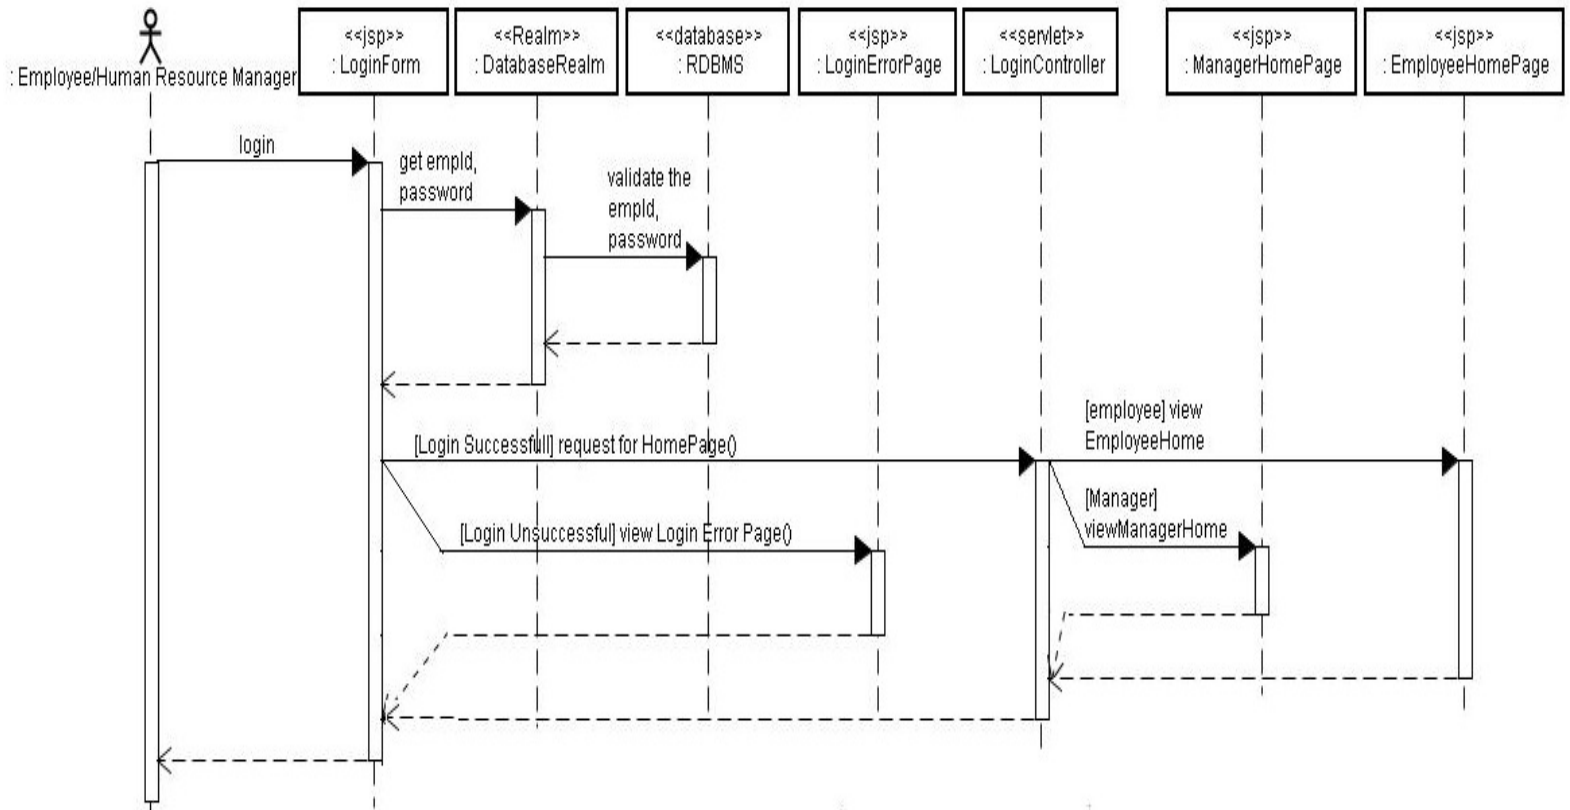 : Employee/Human Resource Manager
<<jsp>>
: LoginForm
<<Realm>>
: DatabaseRealm
<<database>>
: RDBMS
<<jsp>>
: LoginErrorPage
<<servlet>>
: LoginController
<<jsp>>
: ManagerHomePage
<<jsp>>
: EmployeeHomePage
login
get empId,
password
validate the
empId,
password
[Login Successfull] request for HomePage()
[employee] view
EmployeeHome
[Login Unsuccessful] view Login Error Page()
[Manager]
viewManagerHome